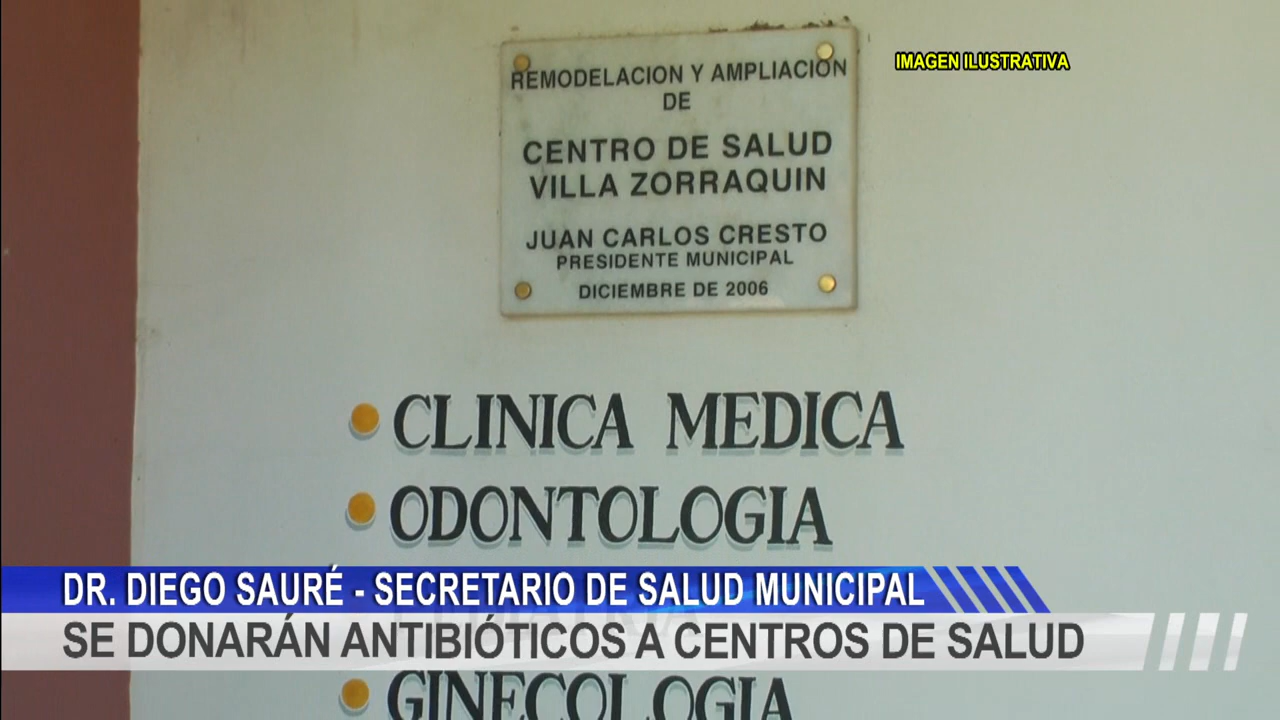 IMAGEN ILUSTRATIVA
REMODELACION Y AMPLIACIÓN
DE
CENTRO DE SALUD
VILLA ZORRAQUIN
JUAN CARLOS CRESTO
PRESIDENTE MUNICIPAL
DICIEMBRE DE 2006
CLINICA MEDICA
ODONTOLOGIA
DR. DIEGO SAURÉ - SECRETARIO DE SALUD MUNICIPAL
SE DONARÁN ANTIBIÓTICOS A CENTROS DE SALUD
GINECOLOGIA